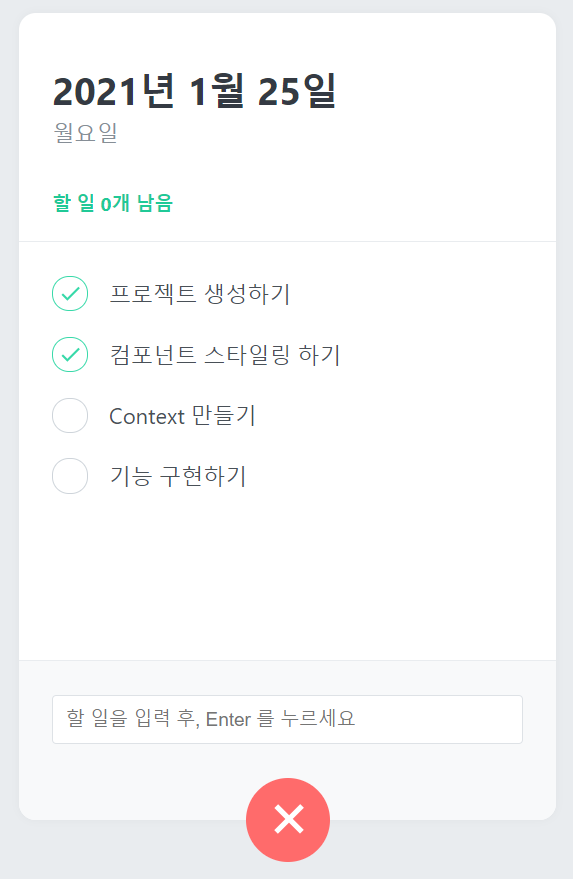 2021년 1월 25일
월요일
할 일 0개 남음
프로젝트 생성하기
컴포넌트 스타일링 하기
Context 만들기
기능 구현하기
할 일을 입력 후, Enter 를 누르세요